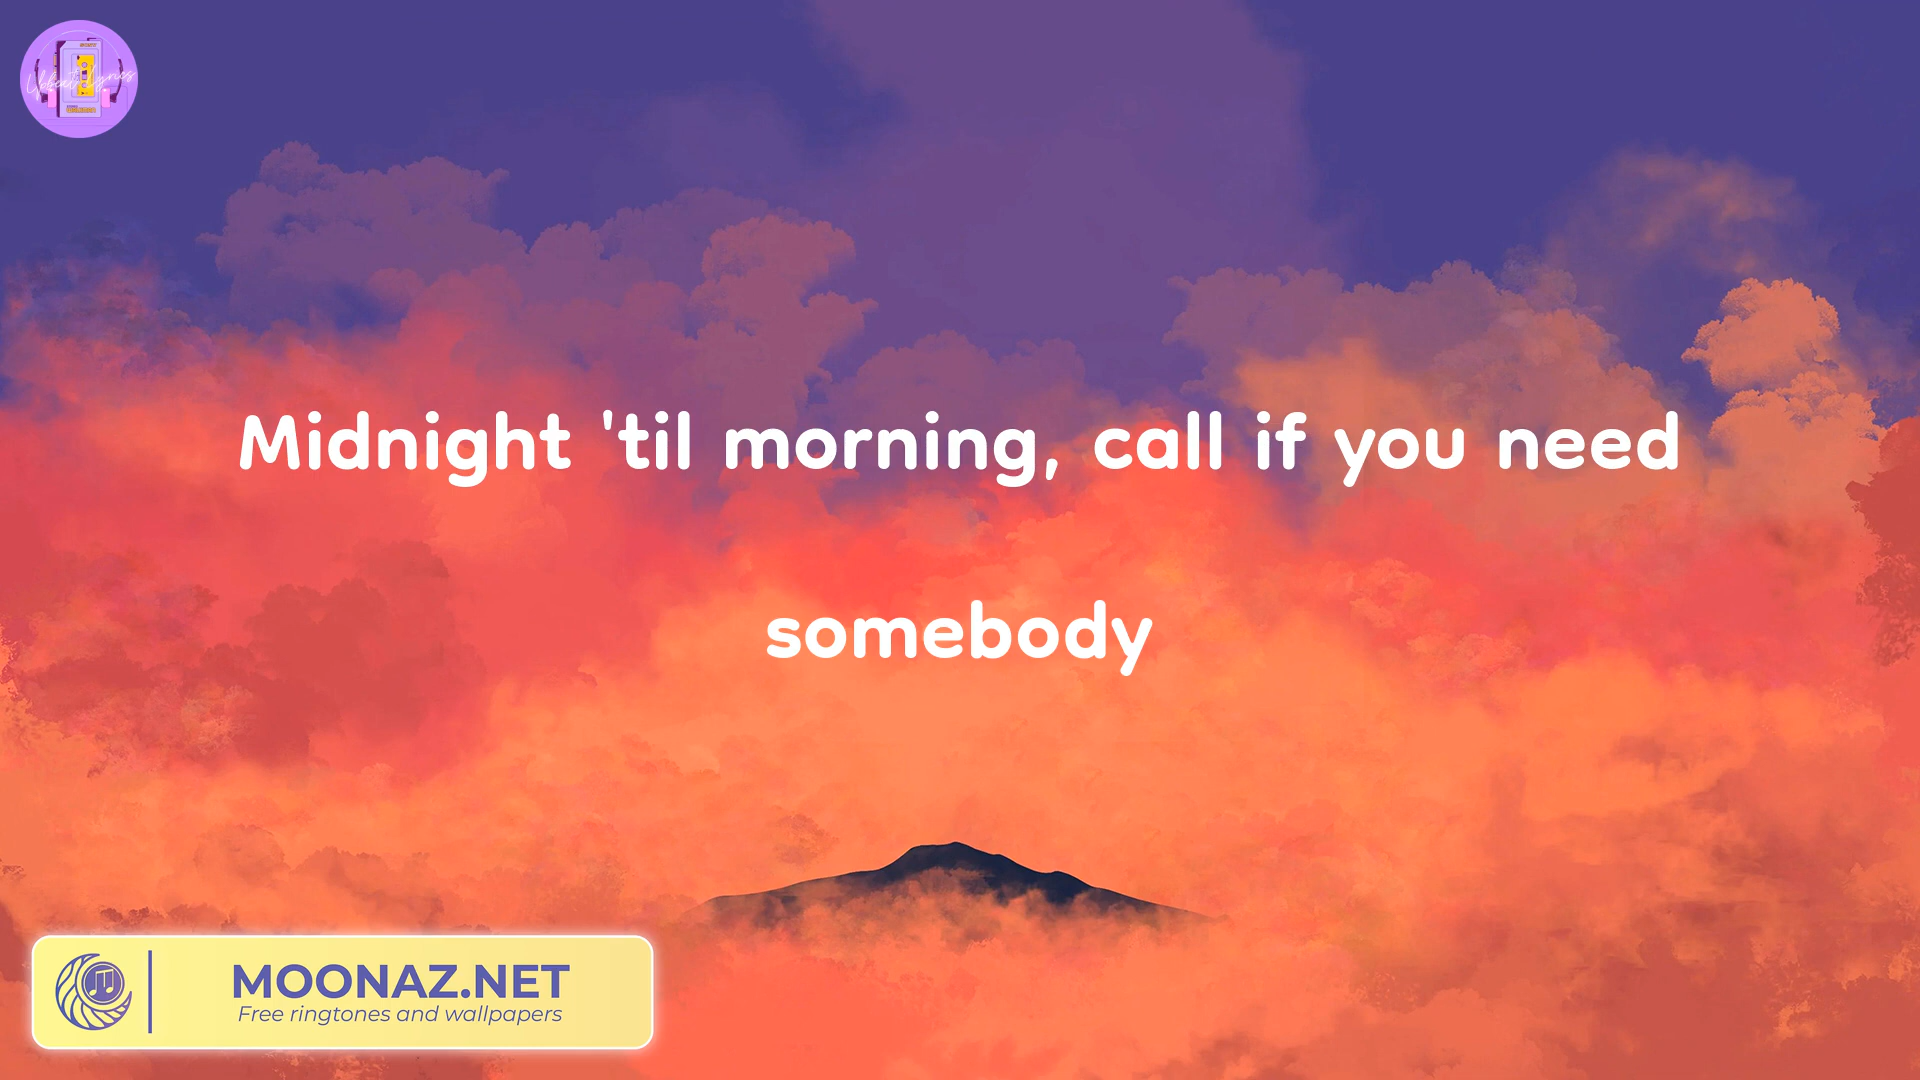 Midnight 'til morning, call if you need
somebody
MOONAZ.NET
Free ringtones and wallpapers